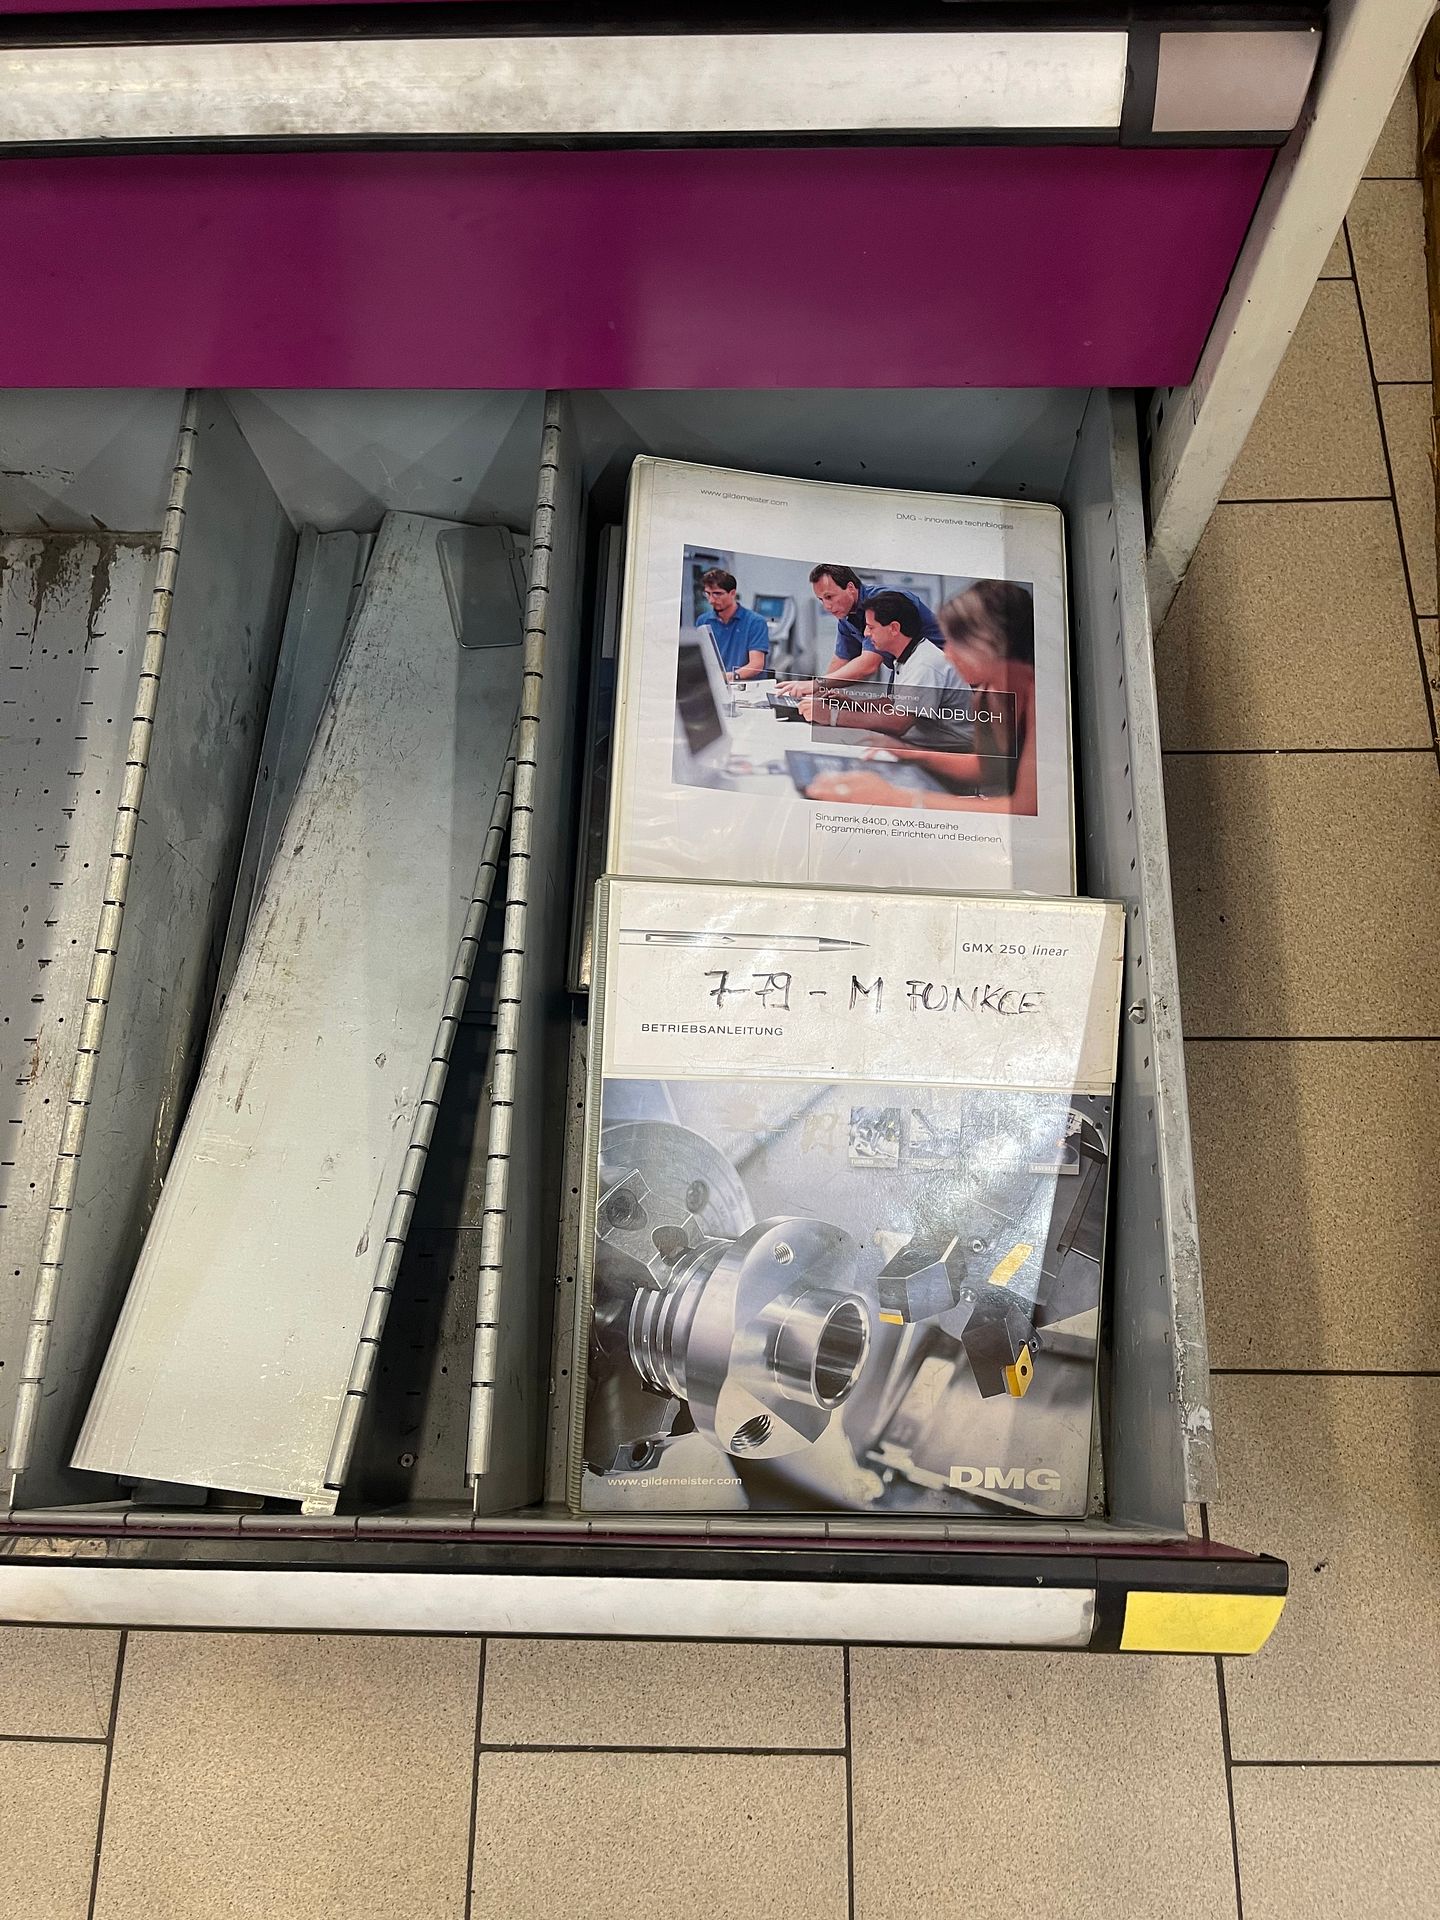 www.gildemeister.com
DMG – innovative technologies
DMG Trainings-Akademie
TRAININGSHANDBUCH
Sinumerik 840D, GMX-Baureihe
Programmieren, Einrichten und Bedienen
GMX 250 linear
7-79 - M FUNKCE
BETRIEBSANLEITUNG
www.gildemeister.com
DMG